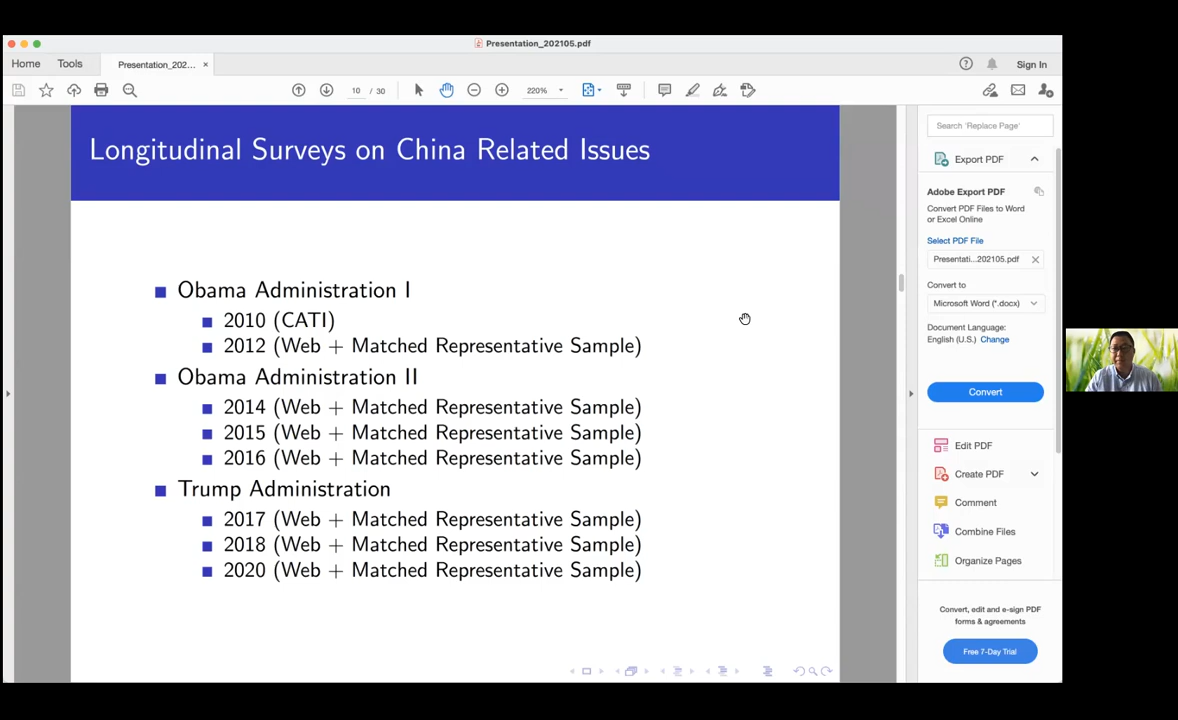 Presentation_202105.pdf
Home
Tools
Presentation_202... ×
Sign In
10 / 30
220%
Longitudinal Surveys on China Related Issues
Obama Administration I
2010 (CATI)
2012 (Web + Matched Representative Sample)
Obama Administration II
2014 (Web + Matched Representative Sample)
2015 (Web + Matched Representative Sample)
2016 (Web + Matched Representative Sample)
Trump Administration
2017 (Web + Matched Representative Sample)
2018 (Web + Matched Representative Sample)
2020 (Web + Matched Representative Sample)
Search 'Replace Page'
Export PDF
Adobe Export PDF
Convert PDF Files to Word
or Excel Online
Select PDF File
Presentati...202105.pdf
Convert to
Microsoft Word (*.docx)
Document Language:
English (U.S.) Change
Convert
Edit PDF
Create PDF
Comment
Combine Files
Organize Pages
Convert, edit and e-sign PDF
forms & agreements
Free 7-Day Trial